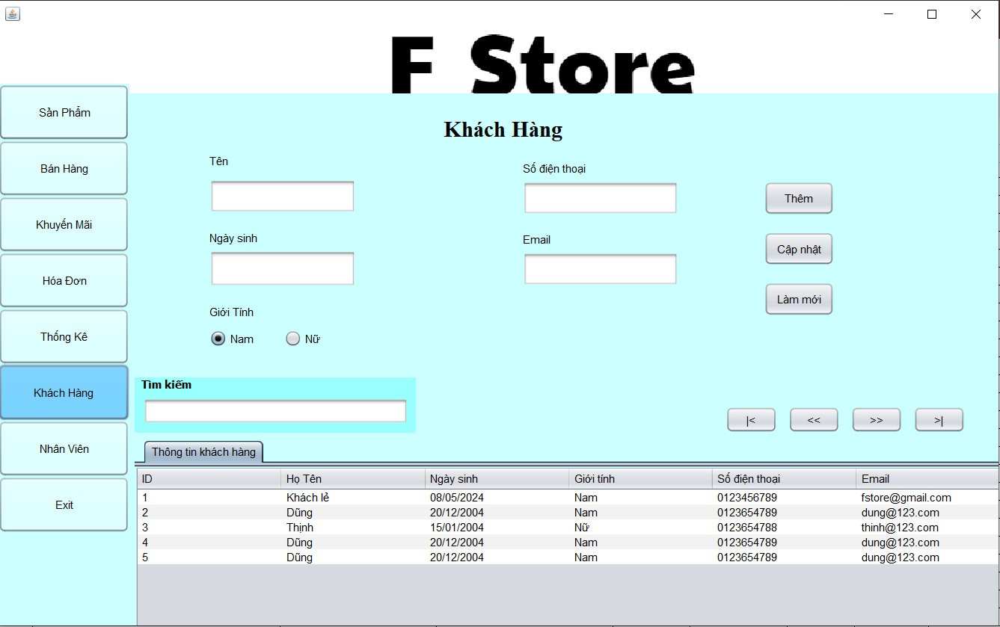 F Store
Sản Phẩm
Bán Hàng
Khuyến Mãi
Hóa Đơn
Thống Kê
Khách Hàng
Nhân Viên
Exit
Khách Hàng
Tên
Số điện thoại
Thêm
Ngày sinh
Email
Cập nhật
Làm mới
Giới Tính
Nam Nữ
Tìm kiếm
|< << >> >|
Thông tin khách hàng
ID Họ Tên Ngày sinh Giới tính Số điện thoại Email
1 Khách lẻ 08/05/2024 Nam 0123456789 fstore@gmail.com
2 Dũng 20/12/2004 Nam 0123654789 dung@123.com
3 Thịnh 15/01/2004 Nữ 0123654788 thinh@123.com
4 Dũng 20/12/2004 Nam 0123654789 dung@123.com
5 Dũng 20/12/2004 Nam 0123654789 dung@123.com